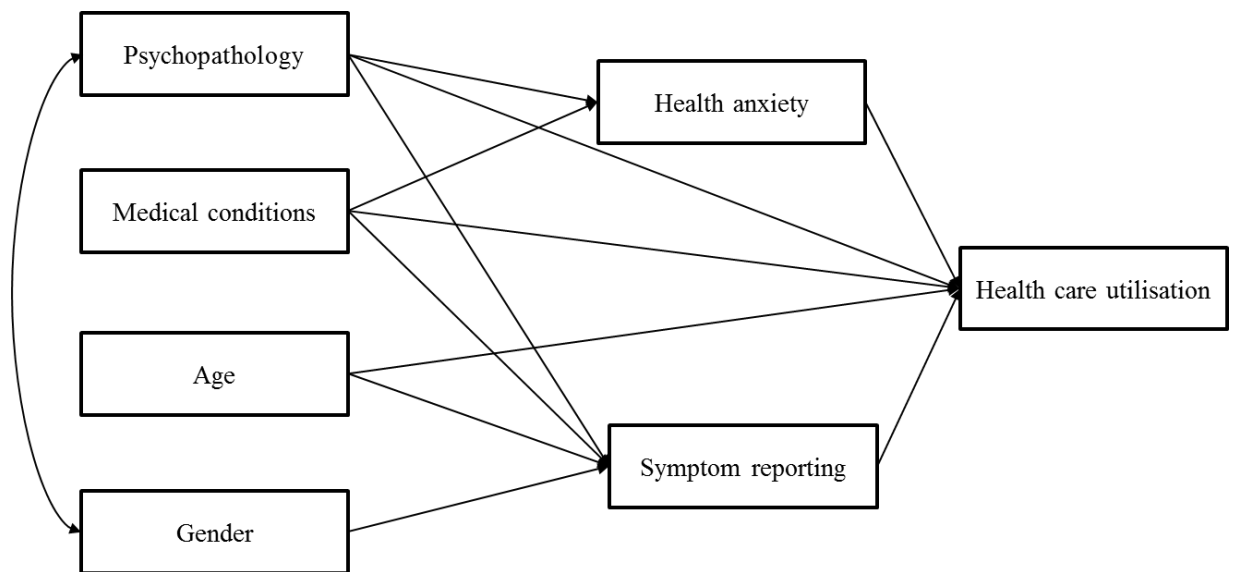 Psychopathology
Health anxiety
Medical conditions
Health care utilisation
Age
Symptom reporting
Gender